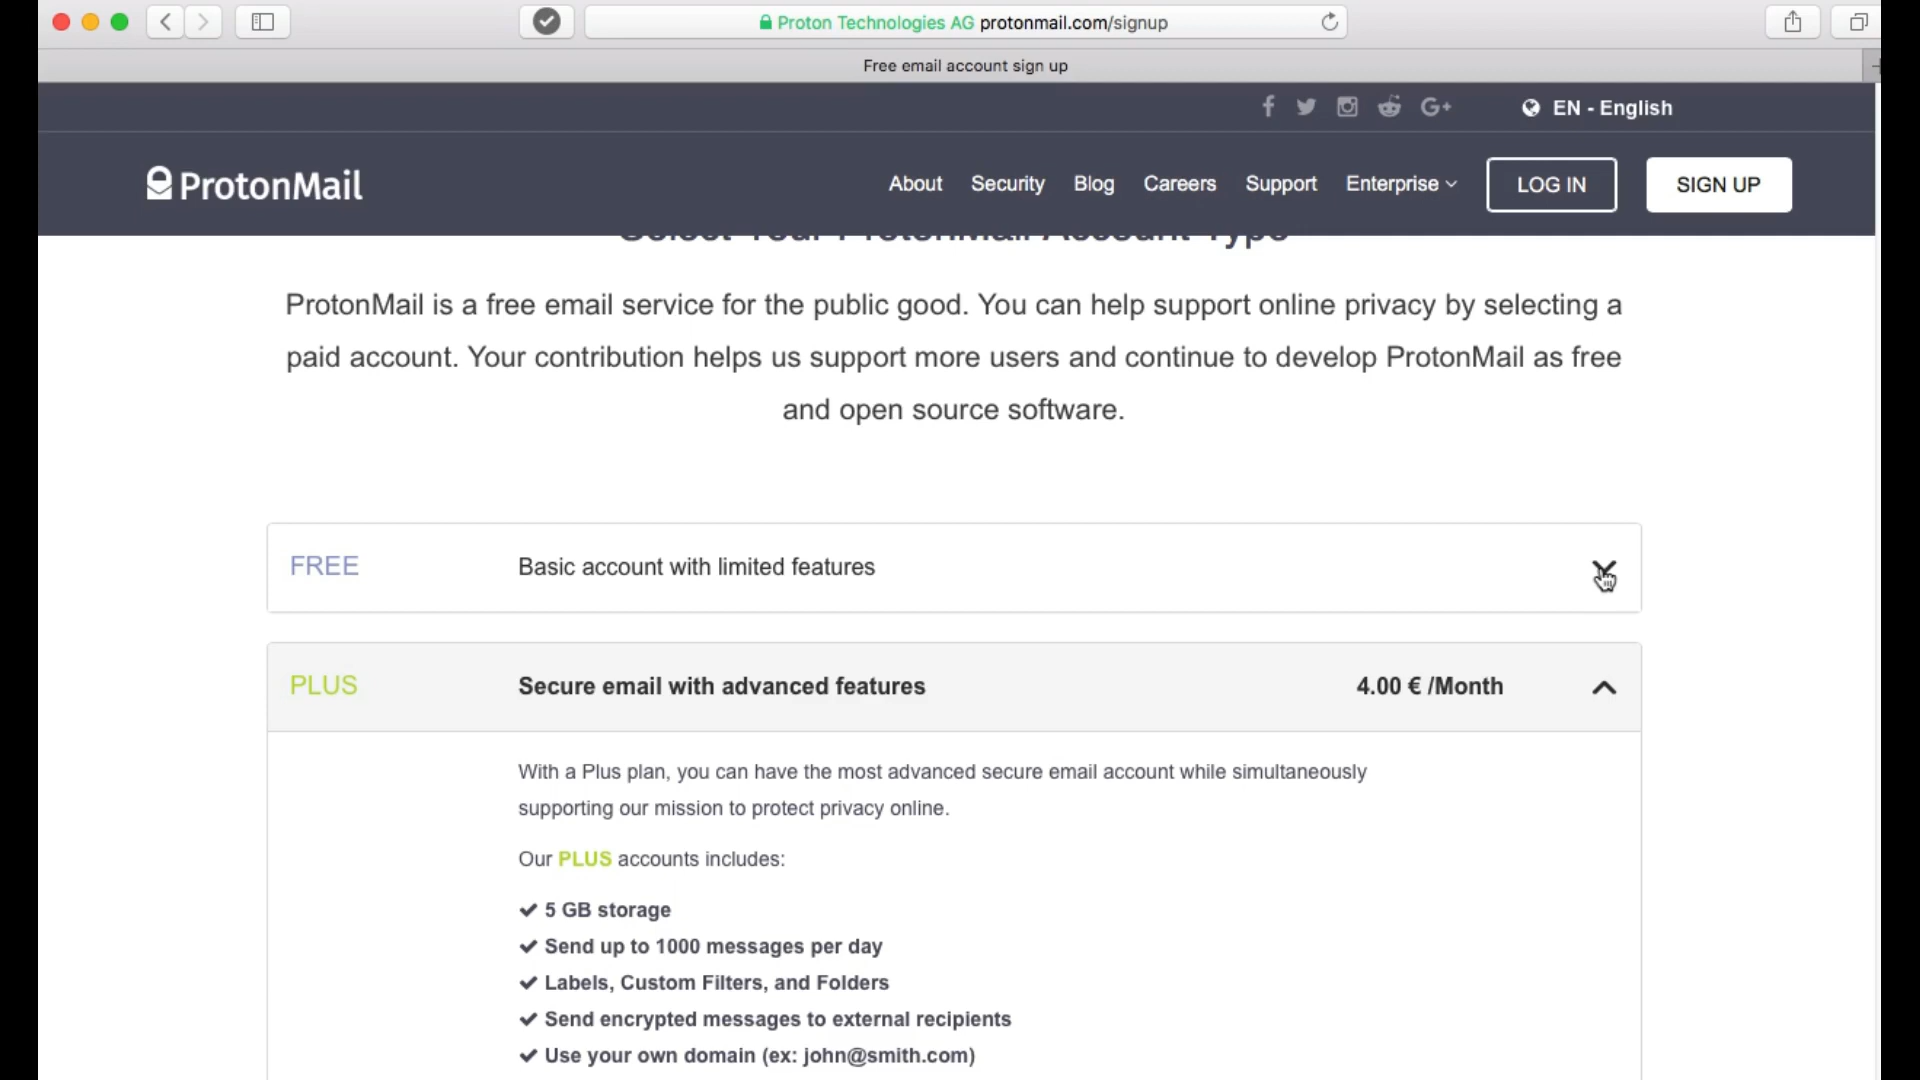 Proton Technologies AG protonmail.com/signup
Free email account sign up
EN - English
ProtonMail
About Security Blog Careers Support Enterprise LOG IN SIGN UP
Select Your ProtonMail Account Type
ProtonMail is a free email service for the public good. You can help support online privacy by selecting a
paid account. Your contribution helps us support more users and continue to develop ProtonMail as free
and open source software.
FREE Basic account with limited features
PLUS Secure email with advanced features 4.00 € /Month
With a Plus plan, you can have the most advanced secure email account while simultaneously
supporting our mission to protect privacy online.
Our PLUS accounts includes:
5 GB storage
Send up to 1000 messages per day
Labels, Custom Filters, and Folders
Send encrypted messages to external recipients
Use your own domain (ex: john@smith.com)